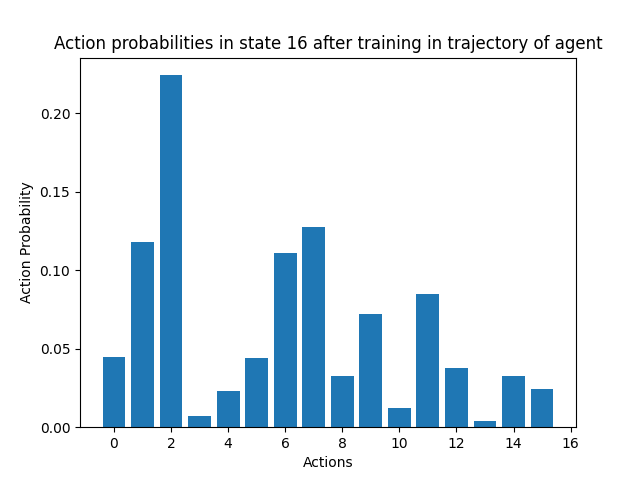 Action probabilities in state 16 after training in trajectory of agent
Action Probability
0.20
0.15
0.10
0.05
0.00
0 2 4 6 8 10 12 14 16
Actions